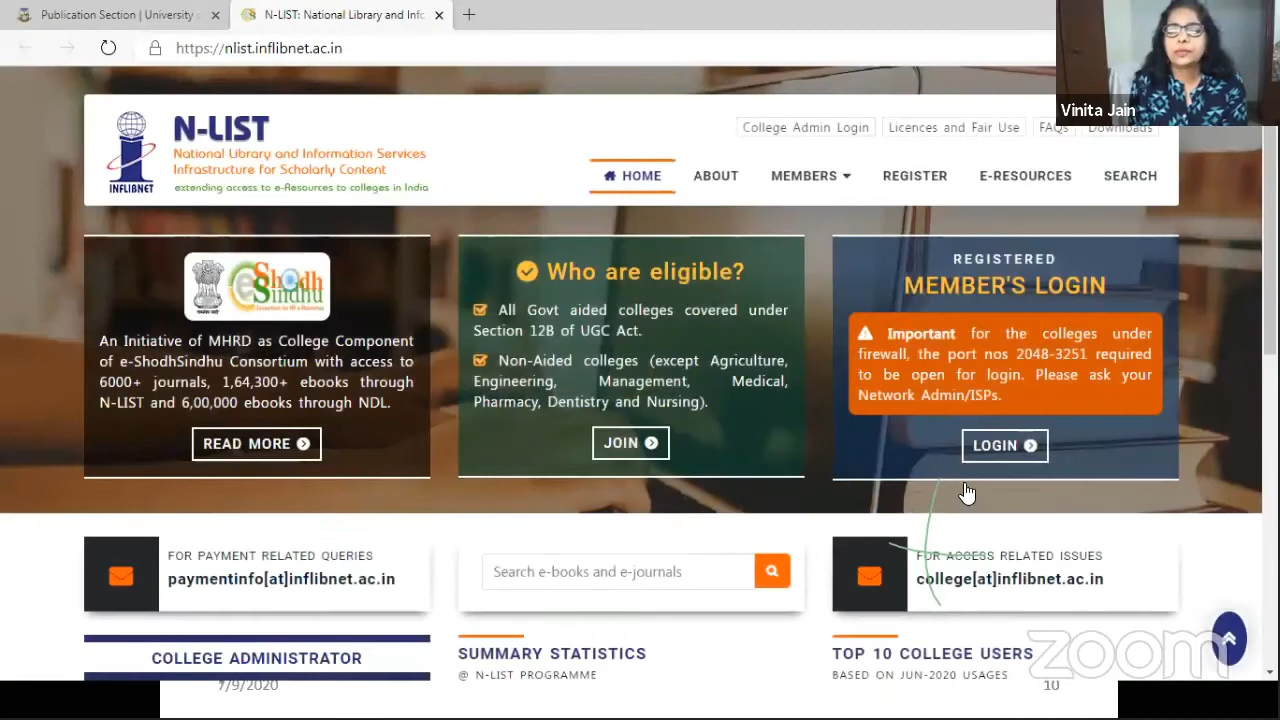 Publication Section | University
N-LIST: National Library and Info
https://nlist.inflibnet.ac.in
Vinita Jain
INFLIBNET
N-LIST
National Library and Information Services
Infrastructure for Scholarly Content
extending access to e-Resources to colleges in India
College Admin Login
Licences and Fair Use
FAQs
Downloads
HOME
ABOUT
MEMBERS
REGISTER
E-RESOURCES
SEARCH
e Shodh
Sindhu
An Initiative of MHRD as College Component
of e-ShodhSindhu Consortium with access to
6000+ journals, 1,64,300+ ebooks through
N-LIST and 6,00,000 ebooks through NDL.
READ MORE
Who are eligible?
All Govt aided colleges covered under
Section 12B of UGC Act.
Non-Aided colleges (except Agriculture,
Engineering, Management, Medical,
Pharmacy, Dentistry and Nursing).
JOIN
REGISTERED
MEMBER'S LOGIN
Important for the colleges under
firewall, the port nos 2048-3251 required
to be open for login. Please ask your
Network Admin/ISPs.
LOGIN
FOR PAYMENT RELATED QUERIES
paymentinfo[at]inflibnet.ac.in
Search e-books and e-journals
FOR ACCESS RELATED ISSUES
college[at]inflibnet.ac.in
COLLEGE ADMINISTRATOR
SUMMARY STATISTICS
@ N-LIST PROGRAMME
TOP 10 COLLEGE USERS
BASED ON JUN-2020 USAGES
zoom
7/9/2020
10